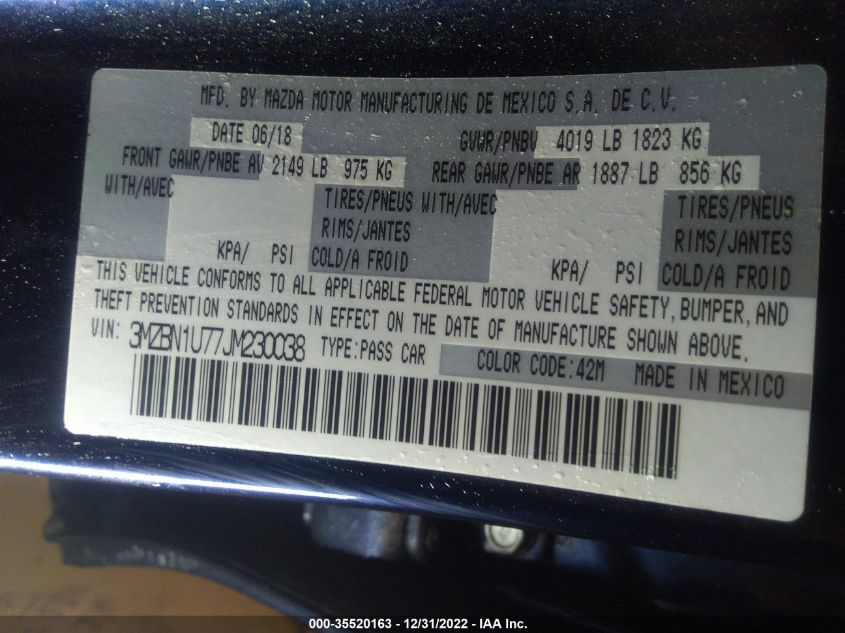 MFD. BY MAZDA MOTOR MANUFACTURING DE MEXICO S.A. DE C.V.
DATE 06/18 GVWR/PNBV 4019 LB 1823 KG
FRONT GAWR/PNBE AV 2149 LB 975 KG REAR GAWR/PNBE AR 1887 LB 856 KG
WITH/AVEC TIRES/PNEUS WITH/AVEC TIRES/PNEUS
RIMS/JANTES RIMS/JANTES
KPA/ PSI COLD/A FROID KPA/ PSI COLD/A FROID
THIS VEHICLE CONFORMS TO ALL APPLICABLE FEDERAL MOTOR VEHICLE SAFETY, BUMPER, AND
THEFT PREVENTION STANDARDS IN EFFECT ON THE DATE OF MANUFACTURE SHOWN ABOVE.
VIN: 3MZBN1U77JM230038 TYPE:PASS CAR COLOR CODE:42M MADE IN MEXICO
000-35520163 - 12/31/2022 - IAA Inc.